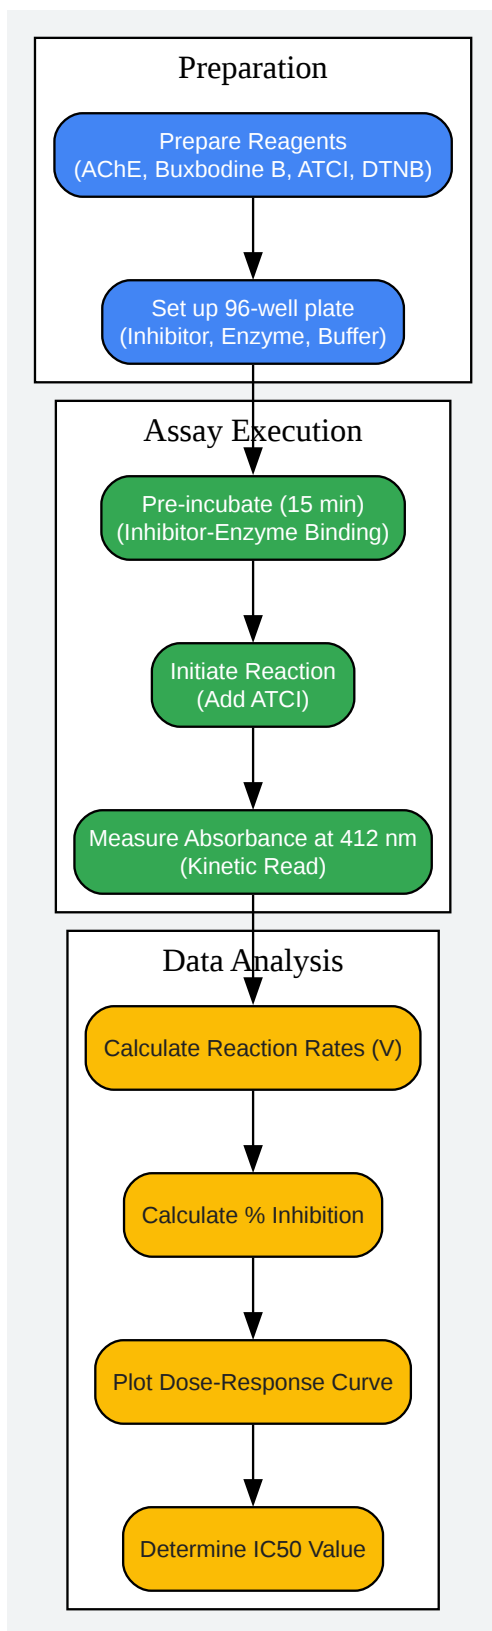 Preparation
Prepare Reagents
(AChE, Buxbodine B, ATCI, DTNB)
Set up 96-well plate
(Inhibitor, Enzyme, Buffer)
Assay Execution
Pre-incubate (15 min)
(Inhibitor-Enzyme Binding)
Initiate Reaction
(Add ATCI)
Measure Absorbance at 412 nm
(Kinetic Read)
Data Analysis
Calculate Reaction Rates (V)
Calculate % Inhibition
Plot Dose-Response Curve
Determine IC50 Value